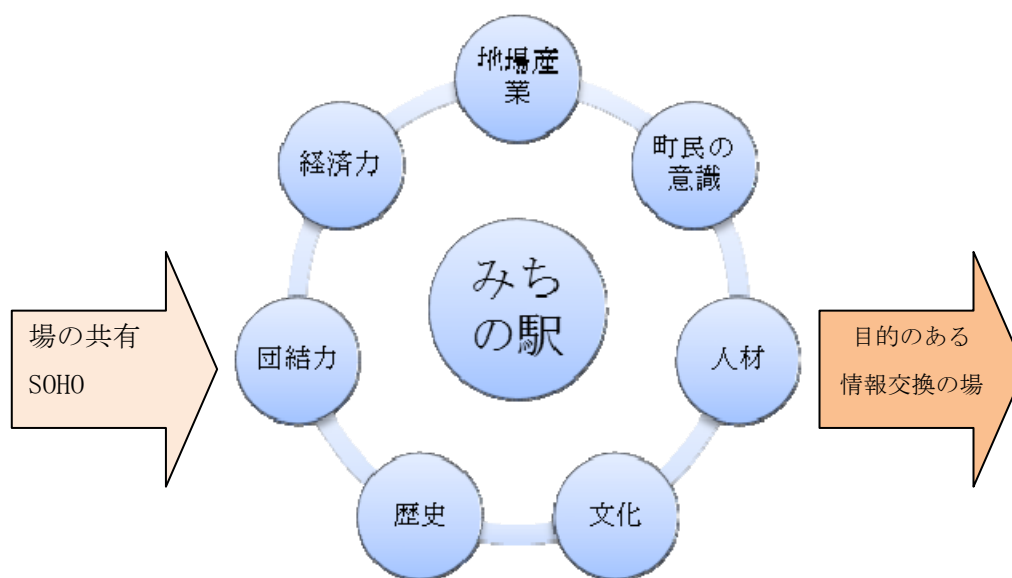 地場産
業
経済力
町民の
意識
みち
の駅
場の共有
SOHO
団結力
人材
目的のある
情報交換の場
歴史
文化